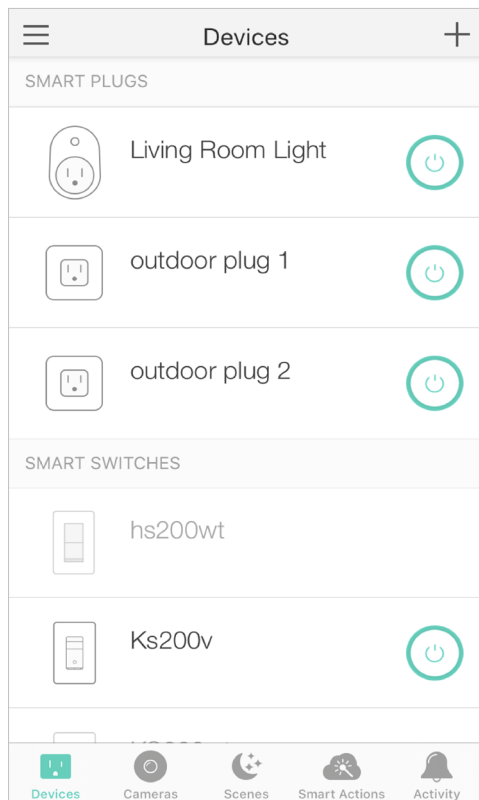 Devices
SMART PLUGS
Living Room Light
outdoor plug 1
outdoor plug 2
SMART SWITCHES
hs200wt
Ks200v
Devices
Cameras
Scenes
Smart Actions
Activity